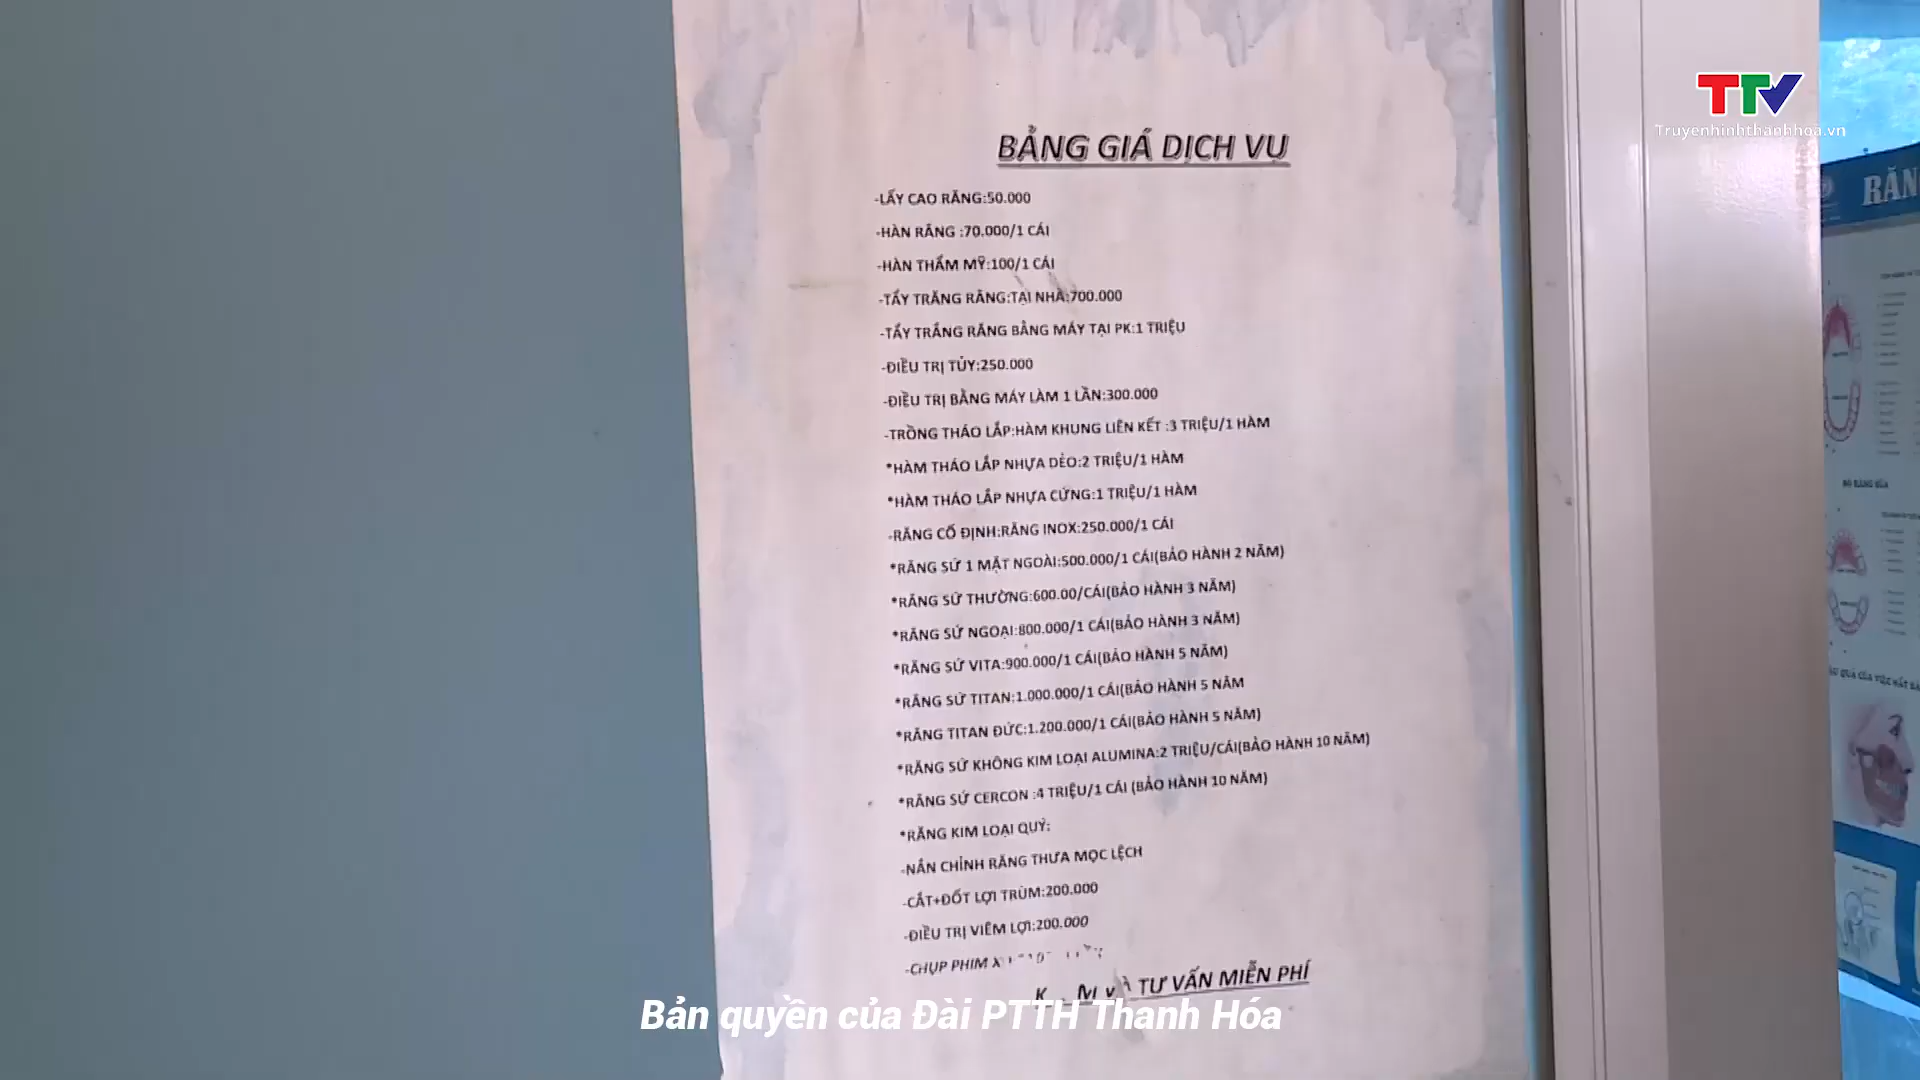 TTV
Truyenhinhthanhhoa.vn
RĂN
BẢNG GIÁ DỊCH VỤ
-LẤY CAO RĂNG:50.000
-HÀN RĂNG :70.000/1 CÁI
-HÀN THẨM MỸ:100/1 CÁI
-TẨY TRẮNG RĂNG:TẠI NHÀ:700.000
-TẨY TRẮNG RĂNG BẰNG MÁY TẠI PK:1 TRIỆU
-ĐIỀU TRỊ TỦY:250.000
-ĐIỀU TRỊ BẰNG MÁY LÀM 1 LẦN:300.000
-TRỒNG THÁO LẮP:HÀM KHUNG LIÊN KẾT :3 TRIỆU/1 HÀM
*HÀM THÁO LẮP NHỰA DẺO:2 TRIỆU/1 HÀM
*HÀM THÁO LẮP NHỰA CỨNG:1 TRIỆU/1 HÀM
-RĂNG CỐ ĐỊNH:RĂNG INOX:250.000/1 CÁI
*RĂNG SỨ 1 MẶT NGOÀI:500.000/1 CÁI(BẢO HÀNH 2 NĂM)
*RĂNG SỨ THƯỜNG:600.00/CÁI(BẢO HÀNH 3 NĂM)
*RĂNG SỨ NGOẠI:800.000/1 CÁI(BẢO HÀNH 3 NĂM)
*RĂNG SỨ VITA:900.000/1 CÁI(BẢO HÀNH 5 NĂM)
*RĂNG SỨ TITAN:1.000.000/1 CÁI(BẢO HÀNH 5 NĂM
*RĂNG TITAN ĐỨC:1.200.000/1 CÁI(BẢO HÀNH 5 NĂM)
*RĂNG SỨ KHÔNG KIM LOẠI ALUMINA:2 TRIỆU/CÁI(BẢO HÀNH 10 NĂM)
*RĂNG SỨ CERCON :4 TRIỆU/1 CÁI (BẢO HÀNH 10 NĂM)
*RĂNG KIM LOẠI QUÝ:
-NẮN CHỈNH RĂNG THƯA MỌC LỆCH
-CẮT+ĐỐT LỢI TRÙM:200.000
-ĐIỀU TRỊ VIÊM LỢI:200.000
-CHỤP PHIM X
TƯ VẤN MIỄN PHÍ
Bản quyền của Đài PTTH Thanh Hóa